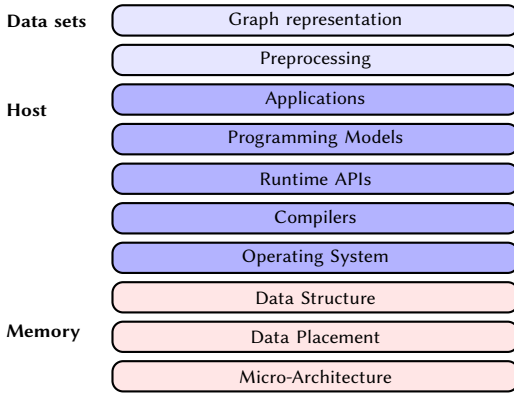 Data sets
Graph representation
Preprocessing
Host
Applications
Programming Models
Runtime APIs
Compilers
Operating System
Memory
Data Structure
Data Placement
Micro-Architecture